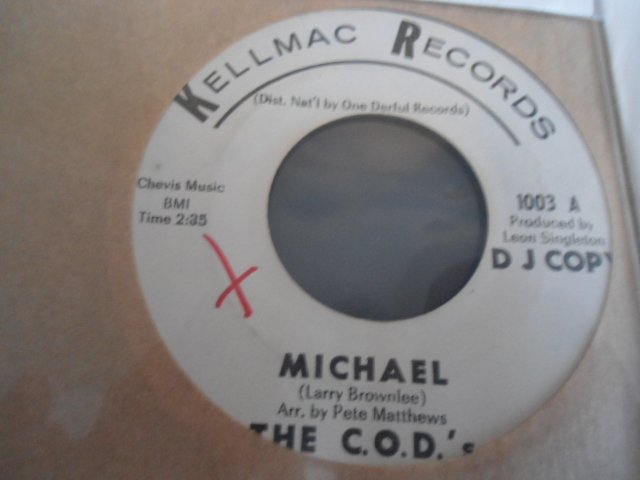 KELLMAC RECORDS
(Dist. Nat'l by One Derful Records)
Chevis Music
BMI
Time 2:35
1003 A
Produced by
Leon Singleton
D J COPY
MICHAEL
(Larry Brownlee)
Arr. by Pete Matthews
THE C.O.D.'s